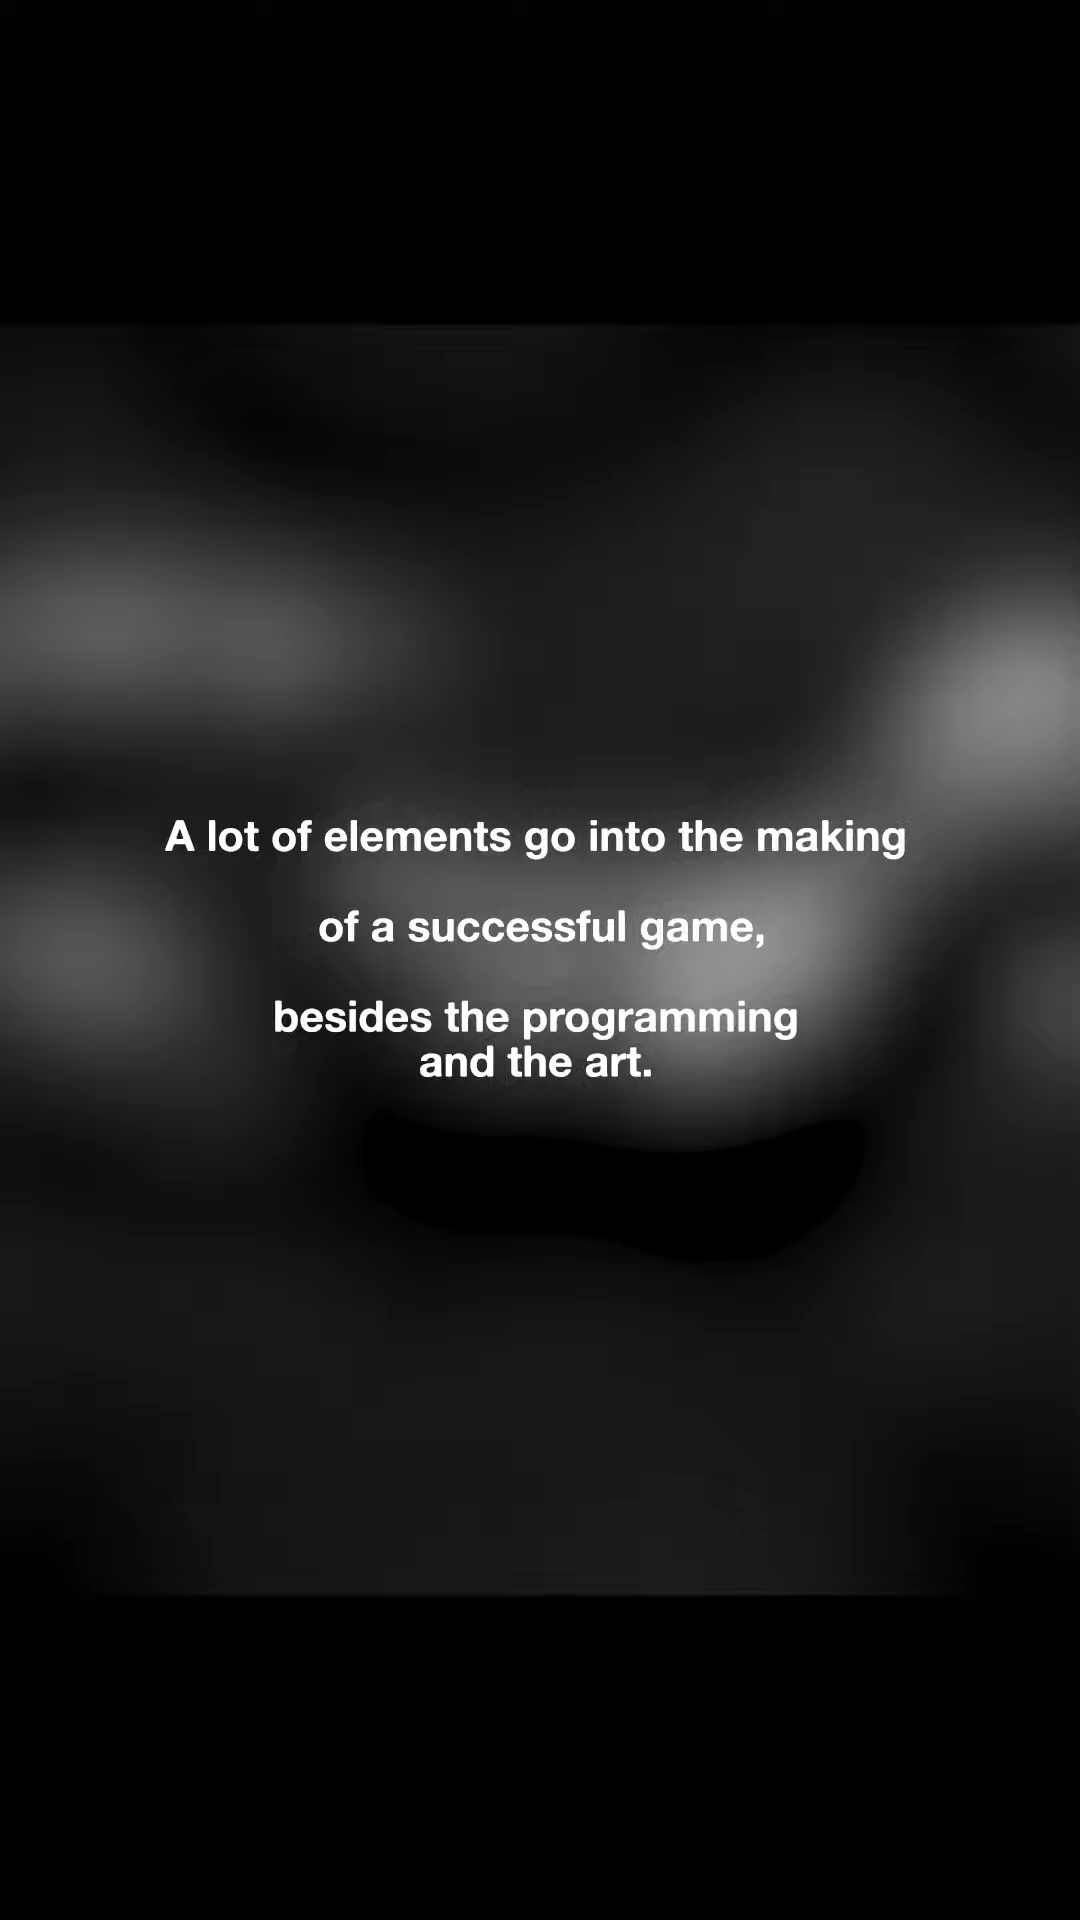 A lot of elements go into the making
of a successful game,
besides the programming
and the art.